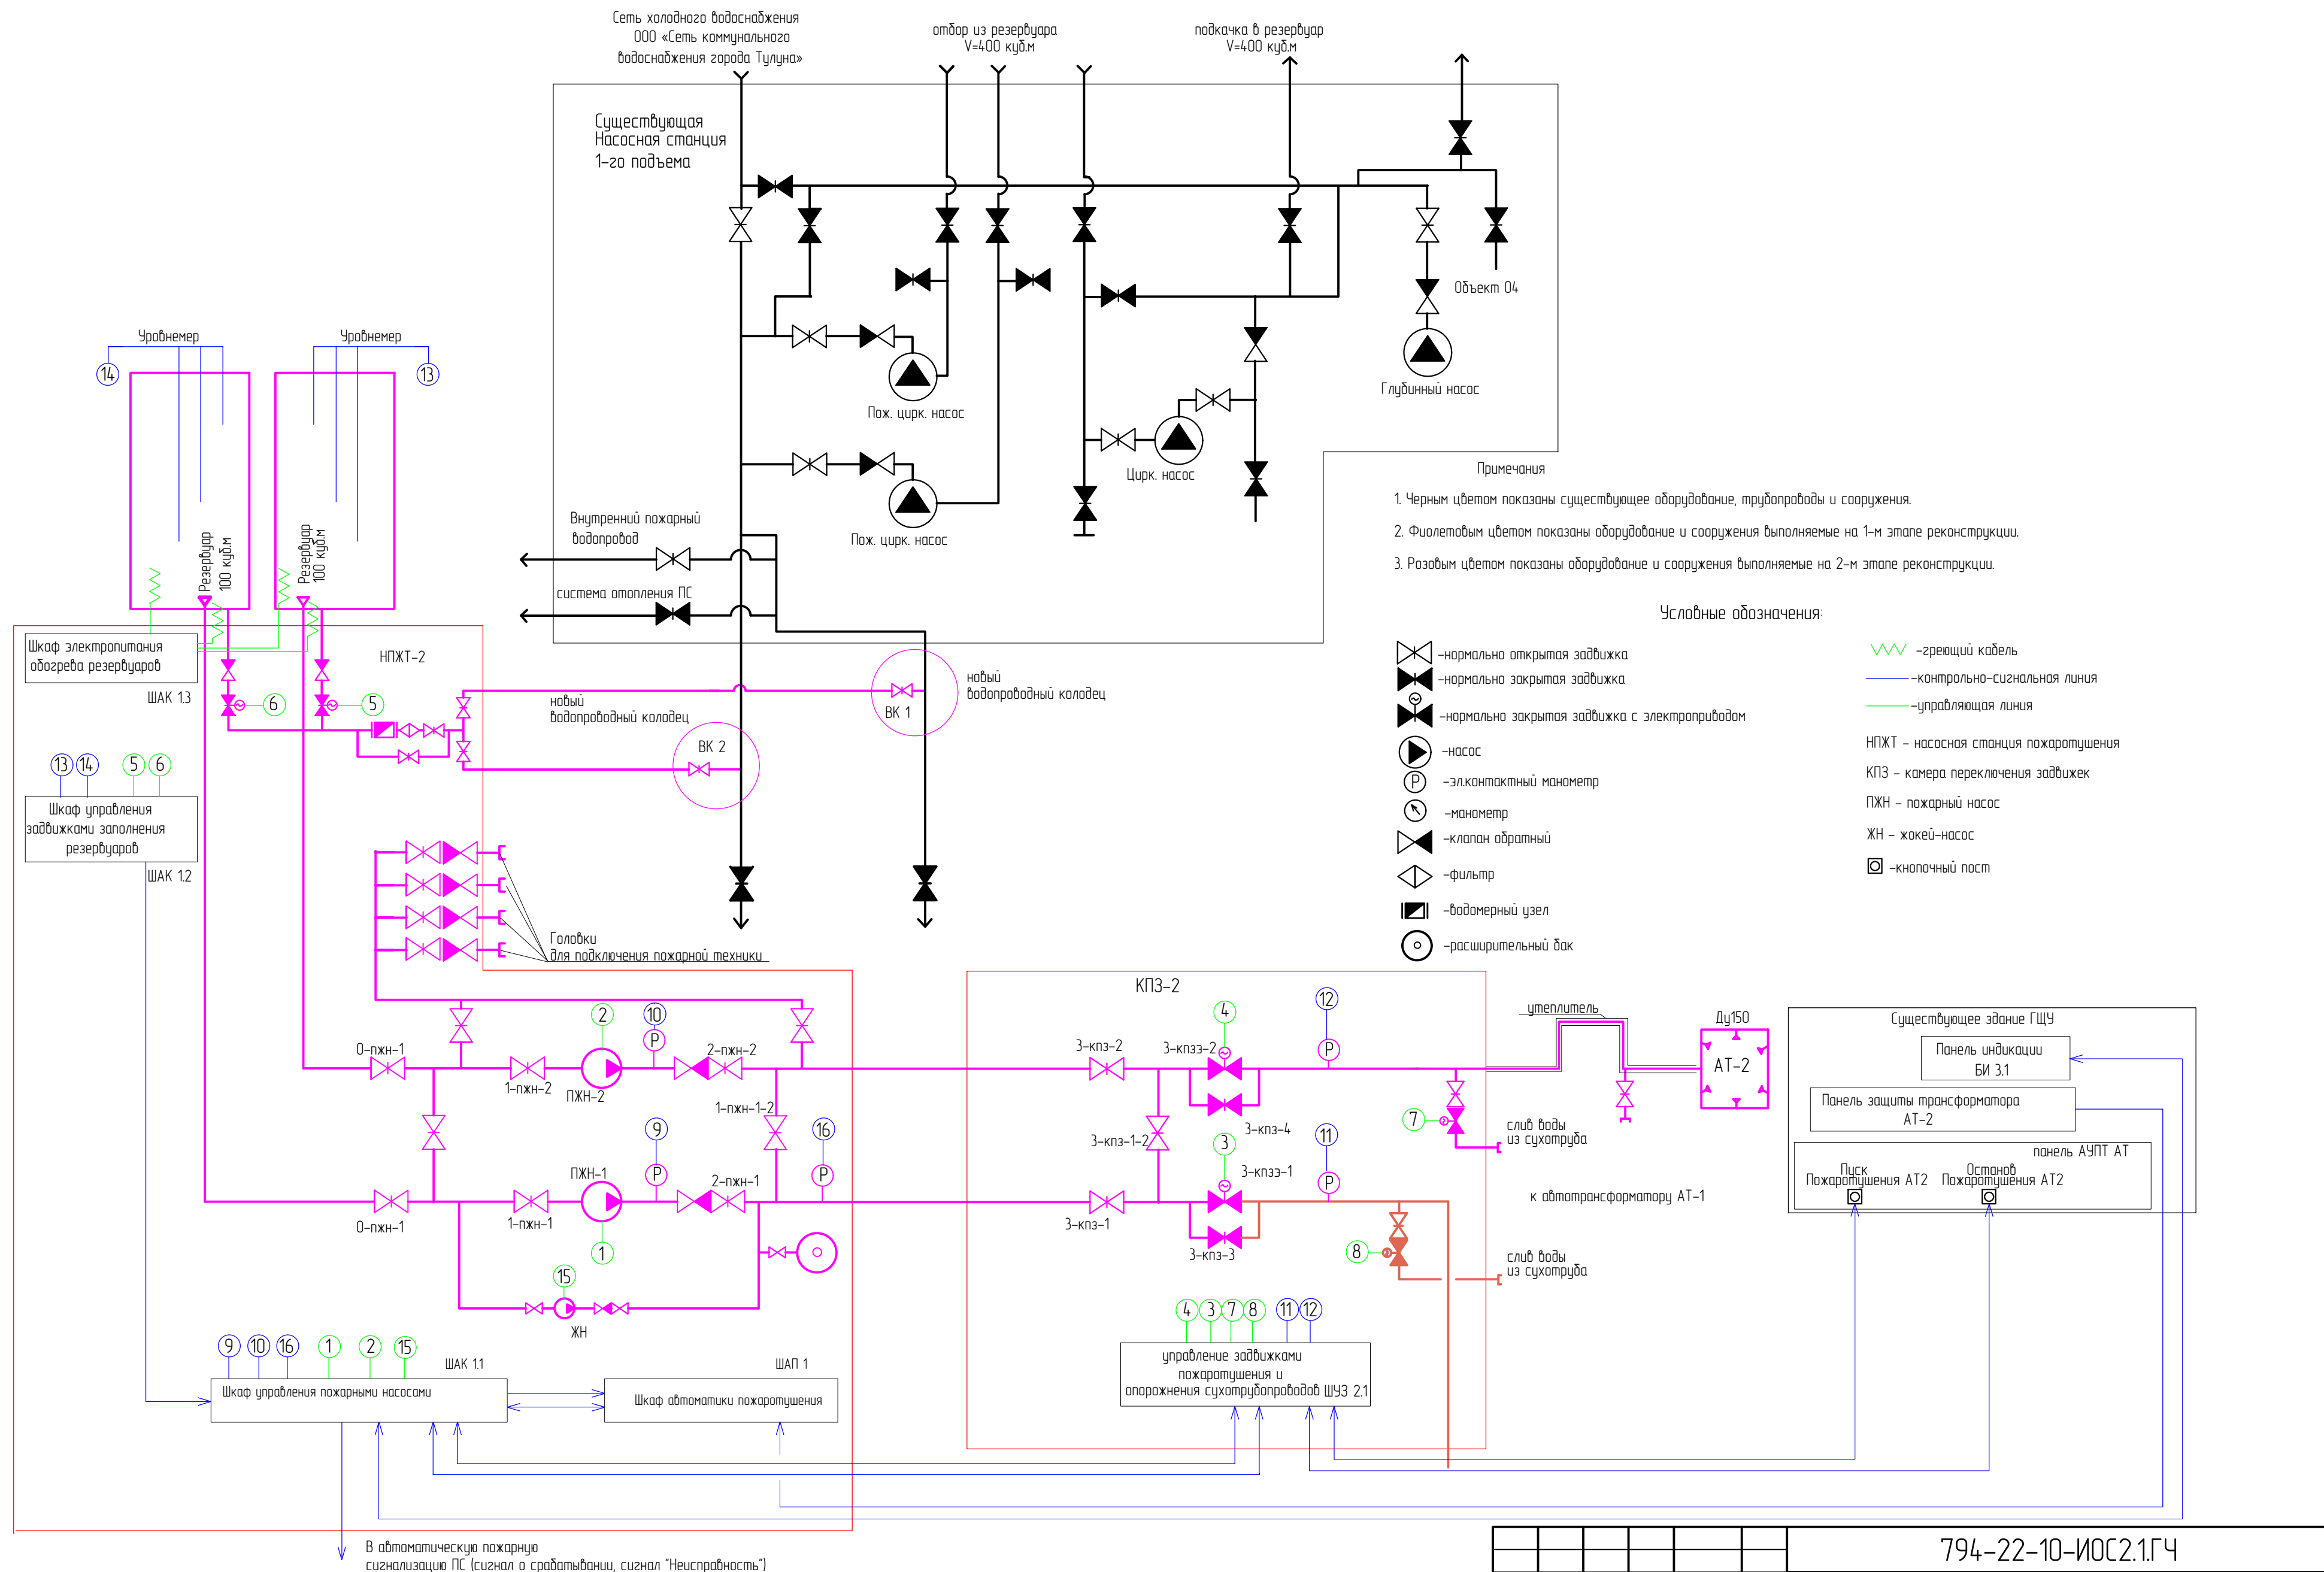 Сеть холодного водоснабжения
ООО «Сеть коммунального
водоснабжения города Тулуна»
отбор из резервуара
V=400 куб.м
подкачка в резервуар
V=400 куб.м
Существующая
Насосная станция
1-го подъема
Объект 04
Глубинный насос
Пож. цирк. насос
Цирк. насос
Пож. цирк. насос
Внутренний пожарный
водопровод
система отопления ПС
Уровнемер
Уровнемер
14
13
Резервуар
100 куб.м
Резервуар
100 куб.м
Примечания
1. Черным цветом показаны существующее оборудование, трубопроводы и сооружения.
2. Фиолетовым цветом показаны оборудование и сооружения выполняемые на 1-м этапе реконструкции.
3. Розовым цветом показаны оборудование и сооружения выполняемые на 2-м этапе реконструкции.
Условные обозначения:
-нормально открытая задвижка
-нормально закрытая задвижка
-нормально закрытая задвижка с электроприводом
-насос
P
-эл.контактный манометр
-манометр
-клапан обратный
-фильтр
-водомерный узел
-расширительный бак
-греющий кабель
-контрольно-сигнальная линия
-управляющая линия
НПЖТ - насосная станция пожаротушения
КПЗ - камера переключения задвижек
ПЖН - пожарный насос
ЖН - жокей-насос
-кнопочный пост
Шкаф электропитания
обогрева резервуаров
ШАК 1.3
НПЖТ-2
6
5
новый
водопроводный колодец
ВК 2
ВК 1
новый
водопроводный колодец
13
14
5
6
Шкаф управления
задвижками заполнения
резервуаров
ШАК 1.2
Головки
для подключения пожарной техники
0-пжн-1
1-пжн-2
2
ПЖН-2
10
P
2-пжн-2
1-пжн-1-2
9
P
16
P
ПЖН-1
2-пжн-1
0-пжн-1
1-пжн-1
1
15
ЖН
КПЗ-2
3-кпз-2
3-кпзэ-2
4
12
P
3-кпз-4
3-кпз-1-2
3
3-кпзэ-1
11
P
3-кпз-1
3-кпз-3
7
8
слив воды
из сухотруба
слив воды
из сухотруба
к автотрансформатору АТ-1
утеплитель
Ду150
АТ-2
Существующее здание ГЩУ
Панель индикации
БИ 3.1
Панель защиты трансформатора
АТ-2
панель АУПТ АТ
Пуск
Пожаротушения АТ2
Останов
Пожаротушения АТ2
4
3
7
8
11
12
управление задвижками
пожаротушения и
опорожнения сухотрубопроводов ШУЗ 2.1
9
10
16
1
2
15
ШАК 1.1
Шкаф управления пожарными насосами
ШАП 1
Шкаф автоматики пожаротушения
В автоматическую пожарную
сигнализацию ПС (сигнал о срабатывании, сигнал "Неисправность")
794-22-10-ИОС2.1.ГЧ